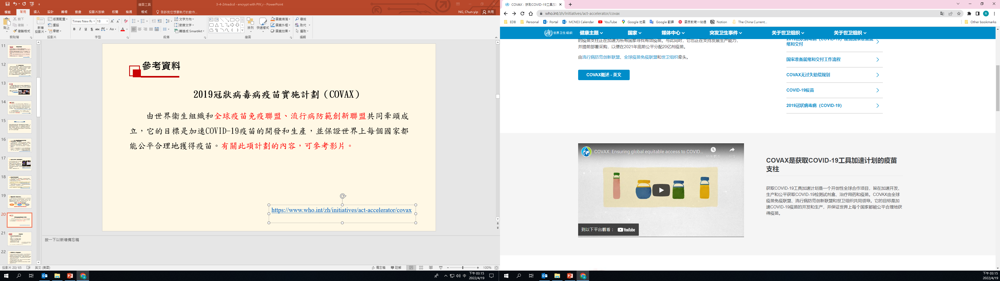 3-4-2rtradcd - encrypt with PW_r - PowerPoint
繪圖工具
檔案
常用
插入
設計
轉場
動畫
投影片放映
校閱
檢視
格式
告訴我您想要執行的動作...
NG, Chun-yip
共用
貼上
剪下
複製
複製格式
剪貼簿
新增
投影片
版面配置
重設
章節
投影片
Times New R
18
字型
文字方向
對齊文字
轉換成 SmartArt
段落
排列
快速樣式
圖案填滿
圖案外框
圖案效果
繪圖
尋找
取代
選取
編輯
11
12
13
14
15
16
17
18
19
20
21
22
參考資料
2019冠狀病毒病疫苗實施計劃（COVAX）
由世界衞生組織和全球疫苗免疫聯盟、流行病防範創新聯盟共同牽頭成
立，它的目標是加速COVID-19疫苗的開發和生產，並保證世界上每個國家都
能公平合理地獲得疫苗。有關此項計劃的內容，可參考影片。
https://www.who.int/zh/initiatives/act-accelerator/covax
按一下以新增備忘稿
投影片 20/ 65
英文 (美國)
備忘稿
註解
100%
中
下午 03:15
2022/4/19
COVAX：获取COVID-19工具加
who.int/zh/initiatives/act-accelerator/covax
EDB
Personal
Portal
MCNE3 Calendar
YouTube
Google 地圖
Google 翻譯
國民教育一站通
Notion
The China Current...
Other bookmarks
世界卫生组织
健康主题
国家
媒体中心
突发卫生事件
关于世卫组织
关于世卫组织
的疫苗支柱正在加速为所有国家寻找有效疫苗。与此同时，它也正在支持发展生产能力，
并提前部署采购，以便在2021年底前公平分配20亿剂疫苗。
由流行病防范创新联盟、全球疫苗免疫联盟和世卫组织牵头。
COVAX概述 - 英文
2019冠状病毒病（COVID-19）疫苗国家准备就
绪和交付
国家准备就绪和交付工作流程
COVAX无过失赔偿规划
COVID-19疫苗
2019冠状病毒病（COVID-19）
COVAX: Ensuring global equitable access to COVID...
稍後觀看
分享
到以下平台觀看：
YouTube
COVAX是获取COVID-19工具加速计划的疫苗
支柱
获取COVID-19工具加速计划是一个开创性全球合作项目，旨在加速开发、
生产和公平获取COVID-19检测试剂盒、治疗用药和疫苗。COVAX由全球
疫苗免疫联盟、流行病防范创新联盟和世卫组织共同领导。它的目标是加
速COVID-19疫苗的开发和生产，并保证世界上每个国家都能公平合理地获
得疫苗。
下午 03:15
2022/4/19